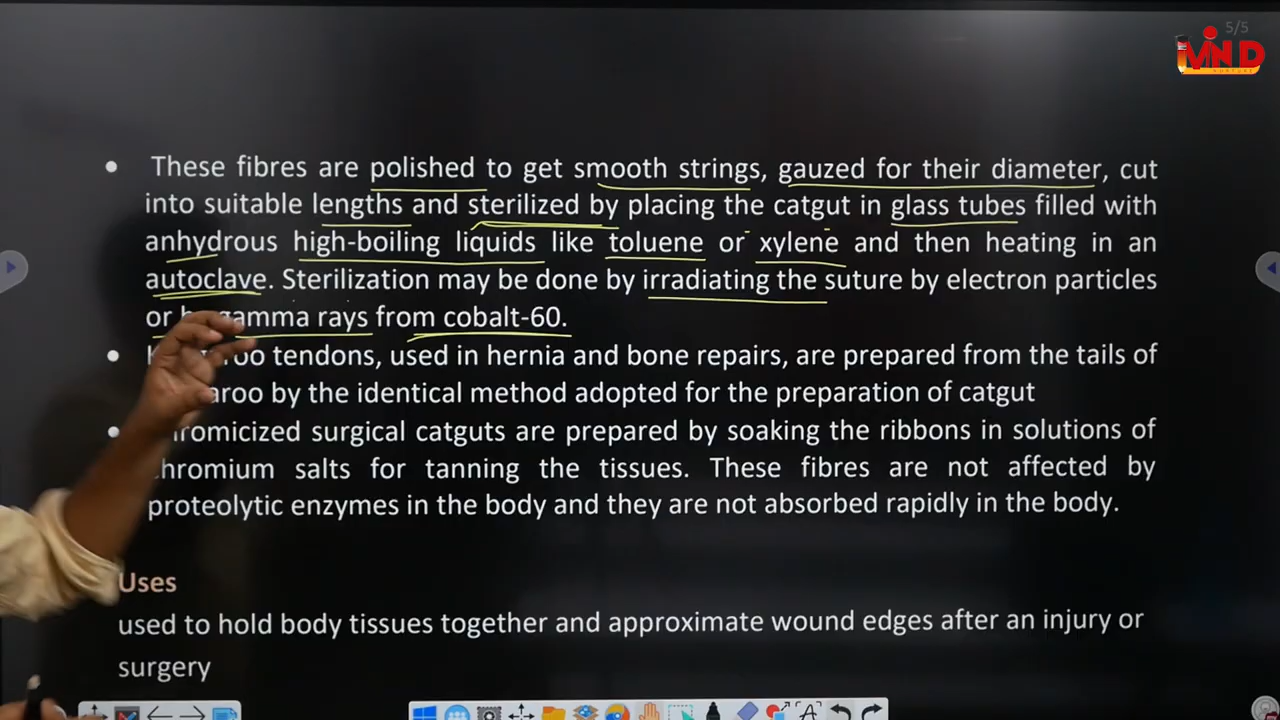 5/5
MIND
• These fibres are polished to get smooth strings, gauzed for their diameter, cut
into suitable lengths and sterilized by placing the catgut in glass tubes filled with
anhydrous high-boiling liquids like toluene or xylene and then heating in an
autoclave. Sterilization may be done by irradiating the suture by electron particles
or gamma rays from cobalt-60.
• tendons, used in hernia and bone repairs, are prepared from the tails of
by the identical method adopted for the preparation of catgut
• surgical catguts are prepared by soaking the ribbons in solutions of
chromium salts for tanning the tissues. These fibres are not affected by
proteolytic enzymes in the body and they are not absorbed rapidly in the body.
Uses
used to hold body tissues together and approximate wound edges after an injury or
surgery